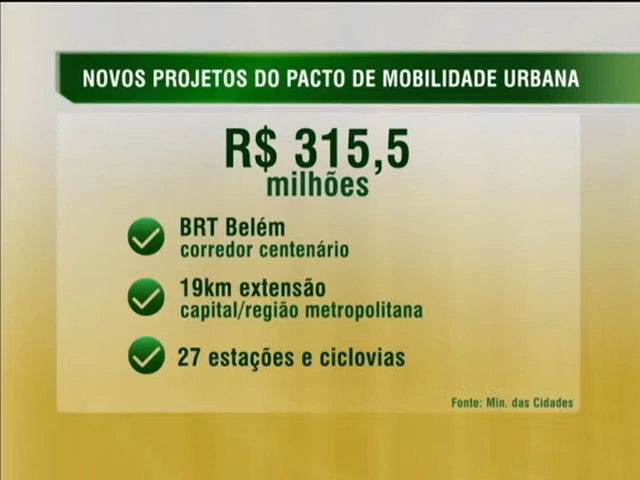 NOVOS PROJETOS DO PACTO DE MOBILIDADE URBANA
R$ 315,5
milhões
BRT Belém
corredor centenário
19km extensão
capital/região metropolitana
27 estações e ciclovias
Fonte: Min. das Cidades